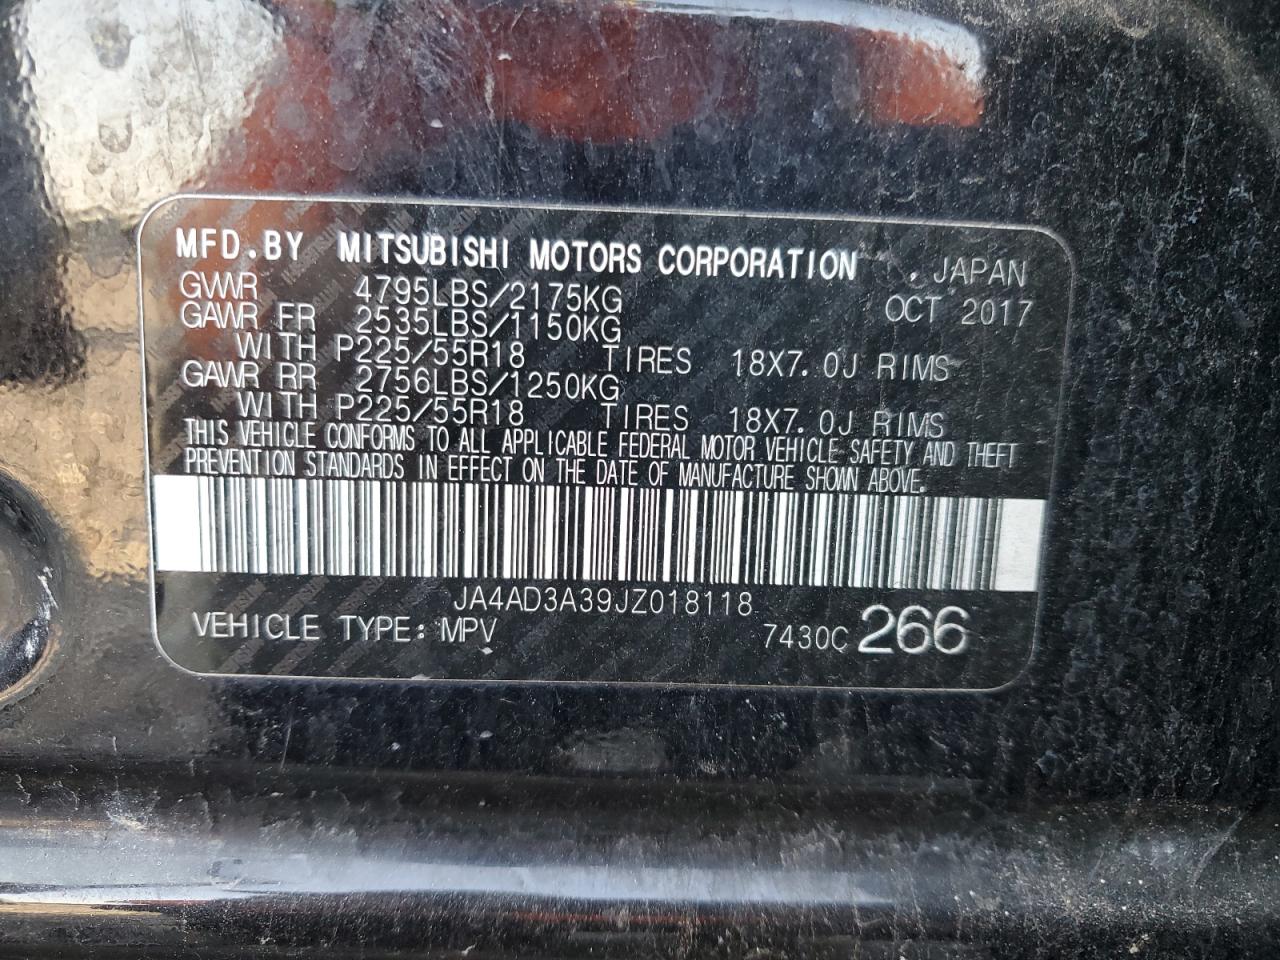 MFD.BY MITSUBISHI MOTORS CORPORATION , JAPAN
GVWR 4795LBS/2175KG OCT 2017
GAWR FR 2535LBS/1150KG
WITH P225/55R18 TIRES 18X7.0J RIMS
GAWR RR 2756LBS/1250KG
WITH P225/55R18 TIRES 18X7.0J RIMS
THIS VEHICLE CONFORMS TO ALL APPLICABLE FEDERAL MOTOR VEHICLE SAFETY AND THEFT
PREVENTION STANDARDS IN EFFECT ON THE DATE OF MANUFACTURE SHOWN ABOVE.
JA4AD3A39JZ018118
VEHICLE TYPE: MPV 7430C 266